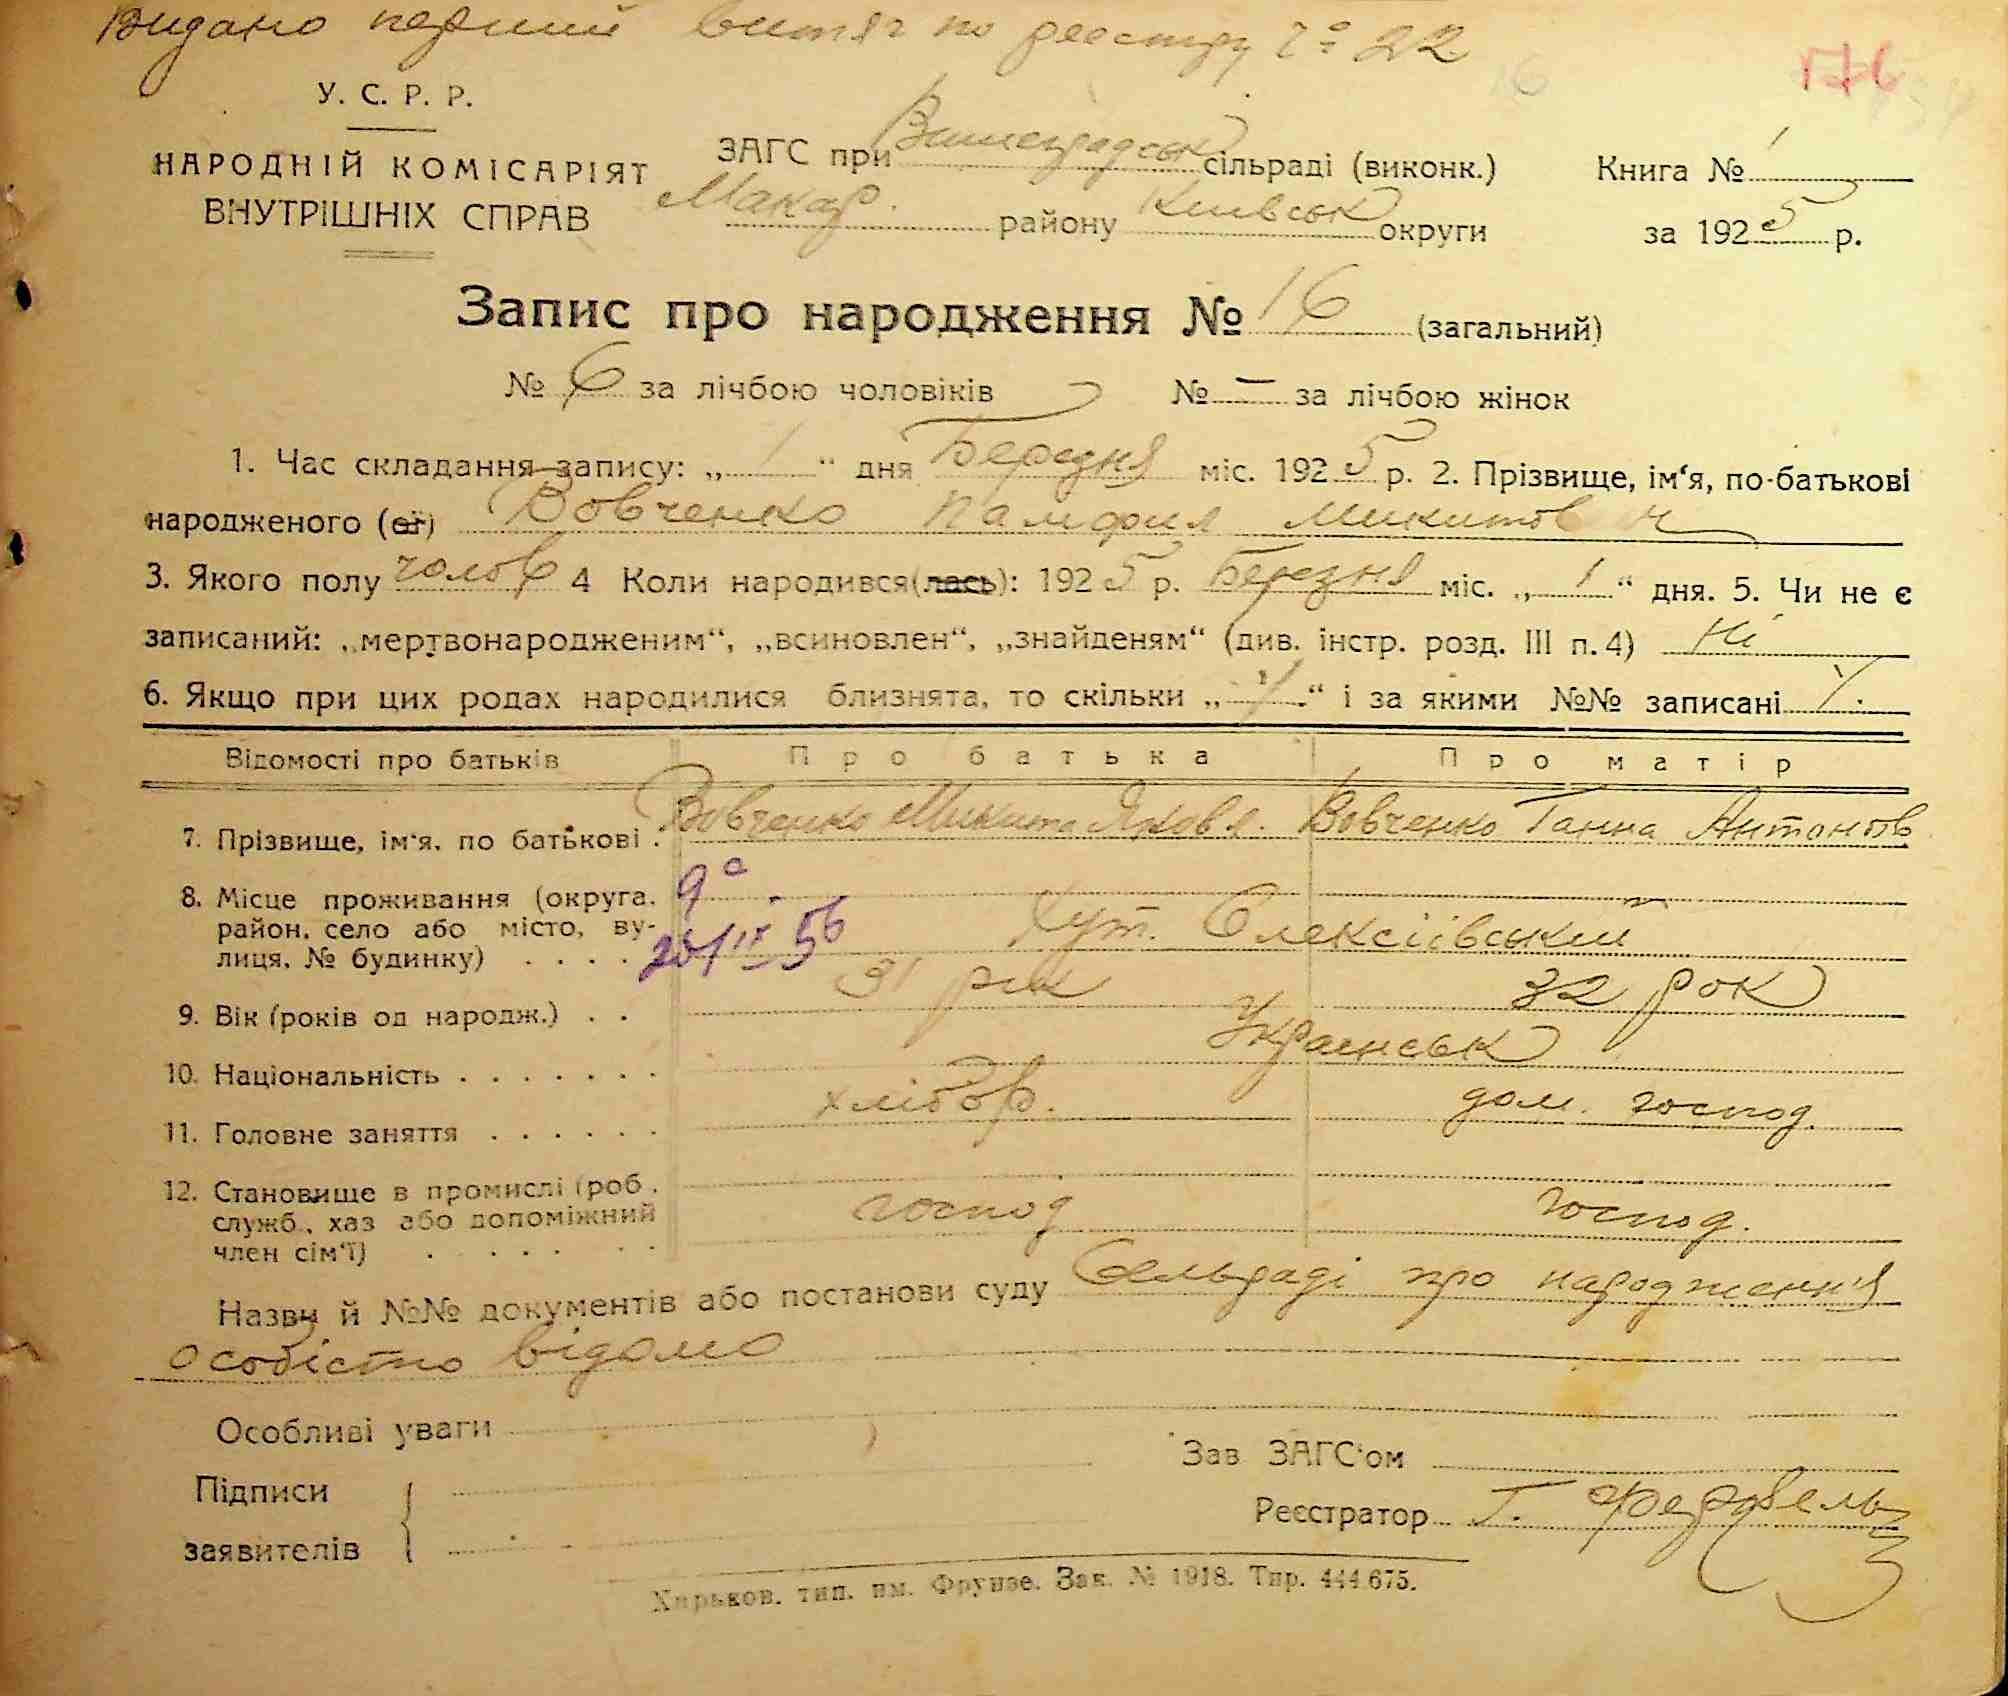 Видано перший витяг по реєстру № 22
176
16
У. С. Р. Р.
НАРОДНІЙ КОМІСАРІЯТ
ВНУТРІШНІХ СПРАВ
ЗАГС при Вишеградськ сільраді (виконк.)
Макар. району Київськ округи
Книга № 1
за 1925 р.
Запис про народження № 16 (загальний)
№ 6 за лічбою чоловіків № — за лічбою жінок
1. Час складання запису: „ 1 “ дня Березня міс. 1925 р. 2. Прізвище, ім‘я, по-батькові
народженого (ої) Вовченко Памфил Микитович
3. Якого полу чолов 4 Коли народився(лась): 1925 р. Березня міс. „ 1 “ дня. 5. Чи не є
записаний: „мертвонародженим“, „всиновлен“, „знайденям“ (див. інстр. розд. III п. 4) Ні
6. Якщо при цих родах народилися близнята, то скільки „ “ і за якими №№ записані
Відомості про батьків Про батька Про матір
7. Прізвище, ім‘я, по батькові . Вовченко Микита Яковл. Вовченко Ганна Антонов
8. Місце проживання (округа,
район, село або місто, ву-
лиця, № будинку) . . . . Хут. Олексіївський
20/IX 56
9. Вік (років од народж.) . . 31 рік 32 рок
10. Національність . . . . . . . Українськ
11. Головне заняття . . . . . . хлібор. дом. господ.
12. Становище в промислі (роб.,
служб., хаз або допоміжний
член сім‘ї) . . . . . . господ господ.
Назви й №№ документів або постанови суду Сельраді про народження
особісто відомо
Особливі уваги
Підписи
заявителів
Зав ЗАГС‘ом
Реєстратор Г.
Харьков. тип. им. Фрунзе. Зак. № 1918. Тир. 444.675.